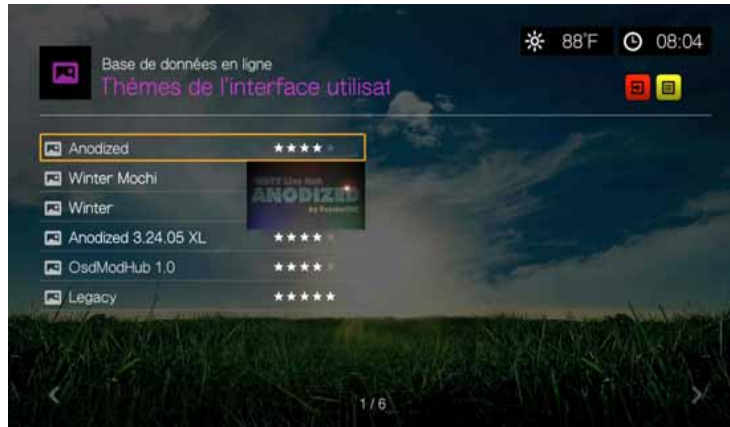 88°F
08:04
Base de données en ligne
Thèmes de l'interface utilisat
Anodized
Winter Mochi
ANODIZED
Winter
Anodized 3.24.05 XL
OsdModHub 1.0
Legacy
1 / 6